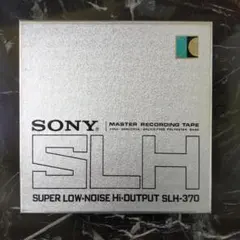 SONY®
MASTER RECORDING TAPE
SLH
SUPER LOW-NOISE Hi-OUTPUT SLH-370